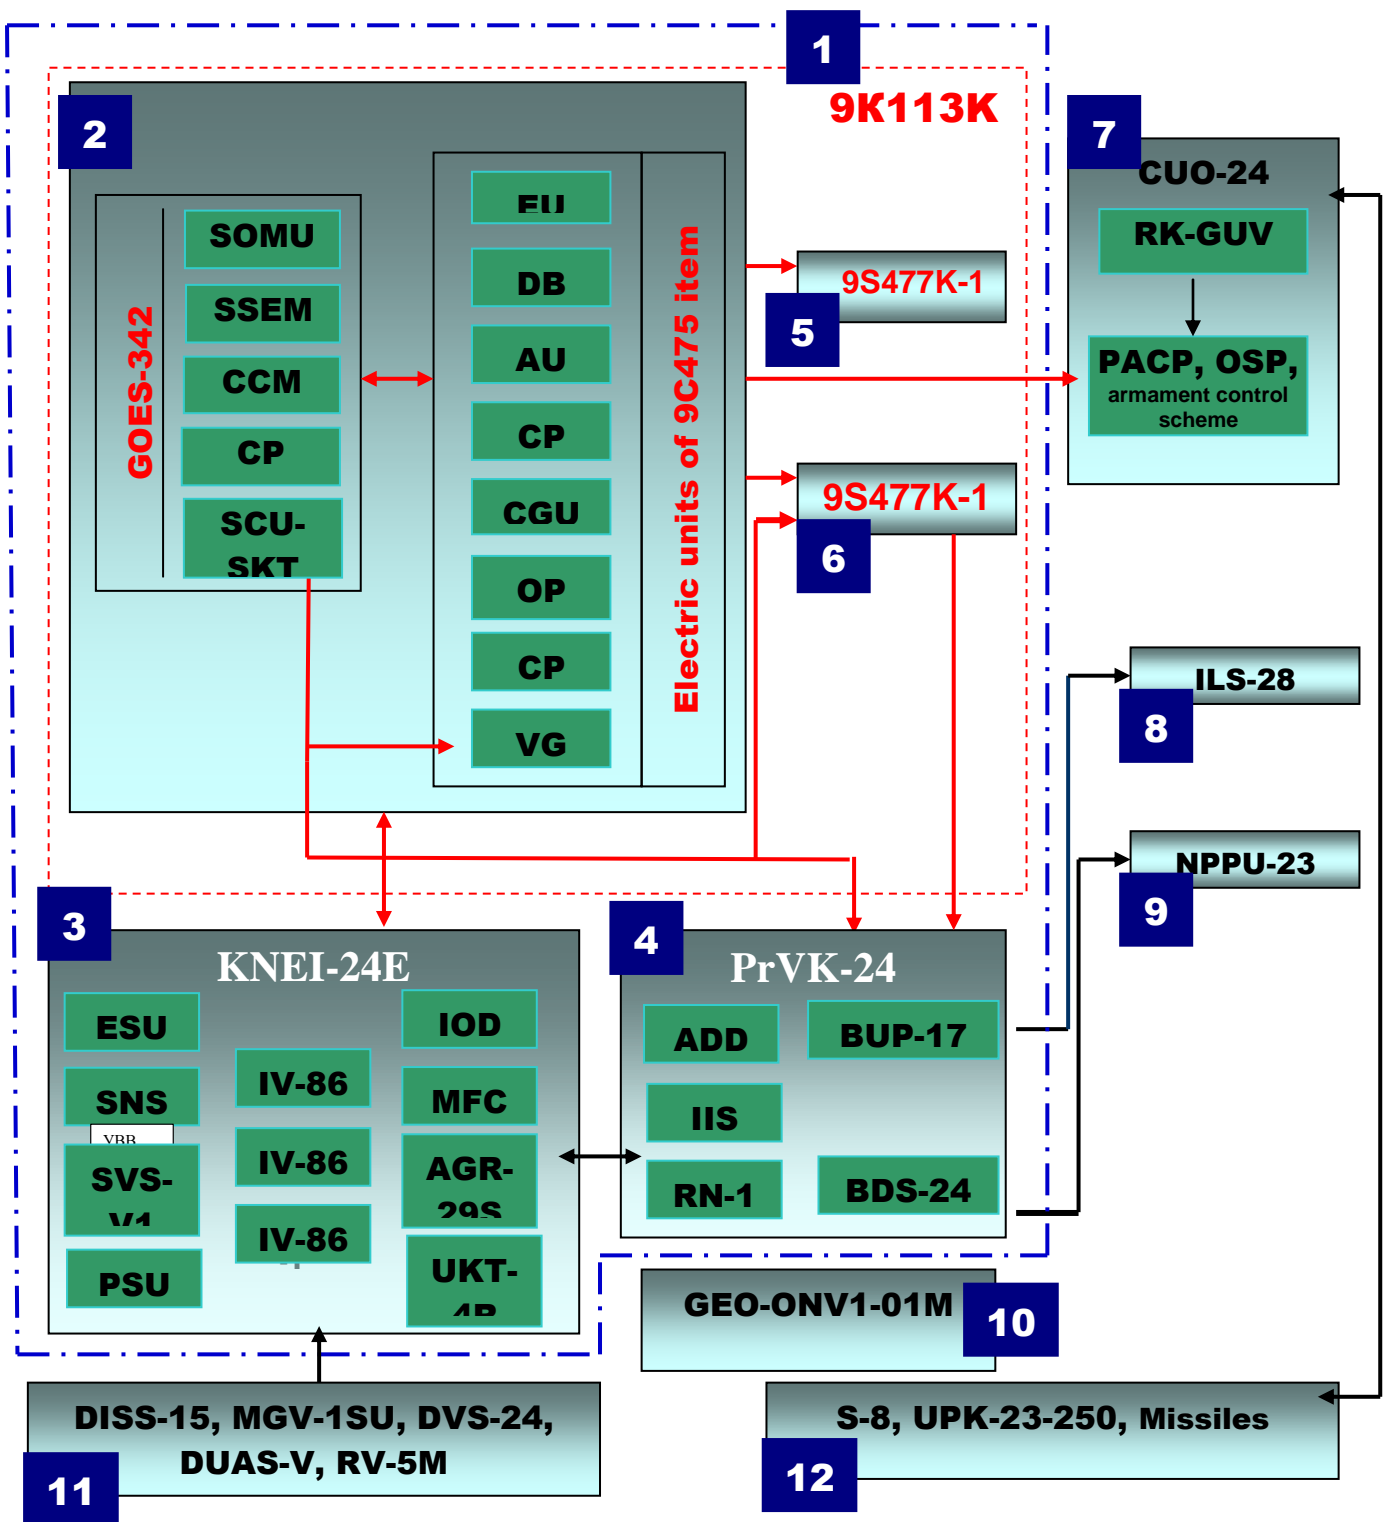 1
9K113K
2
GOES-342
SOMU
SSEM
CCM
CP
SCU-
SKT
EU
DB
AU
CP
CGU
OP
CP
VG
Electric units of 9C475 item
9S477K-1
5
9S477K-1
6
7
CUO-24
RK-GUV
PACP, OSP,
armament control
scheme
ILS-28
8
NPPU-23
9
3
KNEI-24E
ESU
SNS
SVS-
V1
PSU
IV-86
IV-86
IV-86
IOD
MFC
AGR-
29S
UKT-
4
PrVK-24
ADD
IIS
RN-1
BUP-17
BDS-24
GEO-ONV1-01M
10
DISS-15, MGV-1SU, DVS-24,
DUAS-V, RV-5M
11
S-8, UPK-23-250, Missiles
12